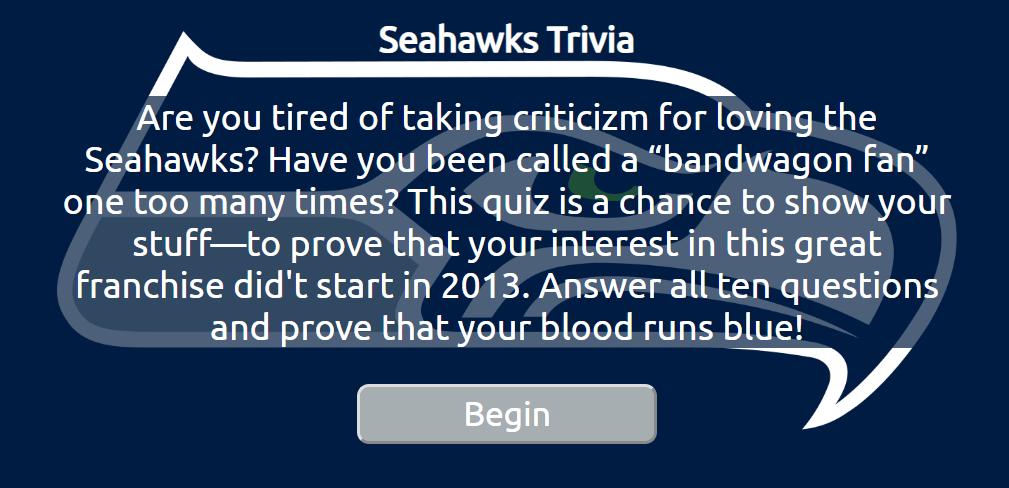 Seahawks Trivia
Are you tired of taking criticizm for loving the
Seahawks? Have you been called a “bandwagon fan”
one too many times? This quiz is a chance to show your
stuff—to prove that your interest in this great
franchise did't start in 2013. Answer all ten questions
and prove that your blood runs blue!
Begin